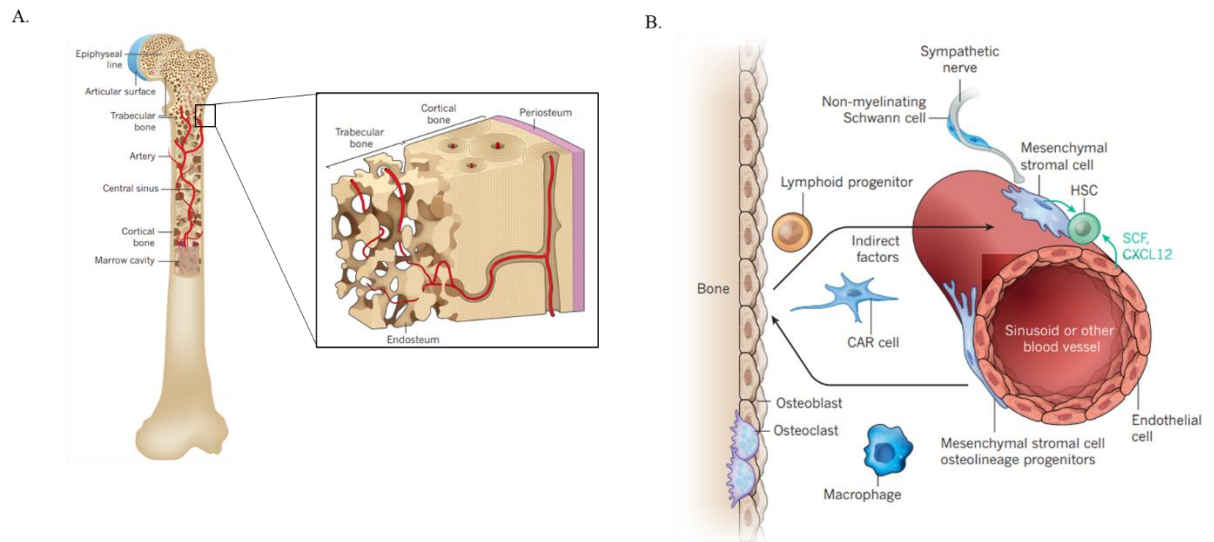 A.
Epiphyseal
line
Articular surface
Trabecular
bone
Artery
Central sinus
Cortical
bone
Marrow cavity
Trabecular
bone
Cortical
bone
Periosteum
Endosteum
B.
Sympathetic
nerve
Non-myelinating
Schwann cell
Mesenchymal
stromal cell
HSC
Lymphoid progenitor
SCF,
CXCL12
Indirect
factors
Bone
CAR cell
Sinusoid or other
blood vessel
Osteoblast
Osteoclast
Endothelial
cell
Mesenchymal stromal cell
osteolineage progenitors
Macrophage